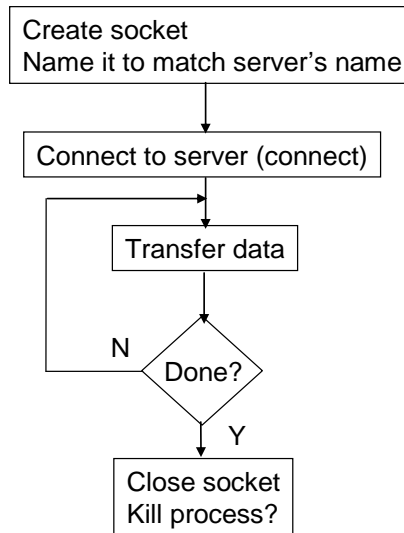 Create socket
Name it to match server's name
Connect to server (connect)
Transfer data
N
Done?
Y
Close socket
Kill process?